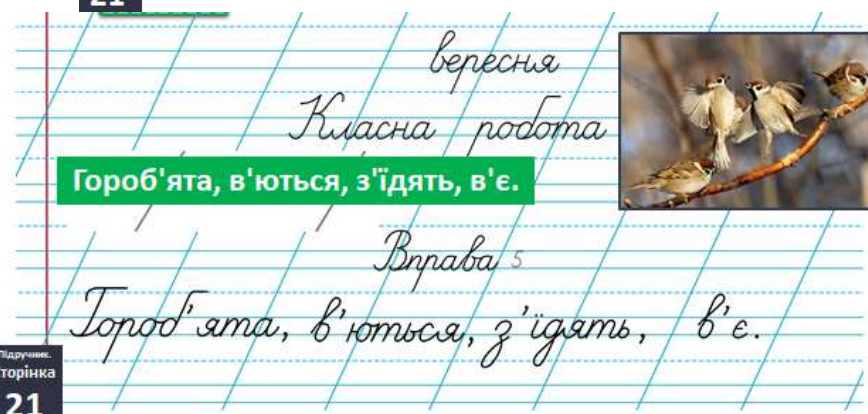 21
вересня
Класна робота
Гороб'ята, в'ються, з'їдять, в'є.
Вправа 5
Гороб'ята, в'ються, з'їдять, в'є.
Підручник.
Сторінка
21